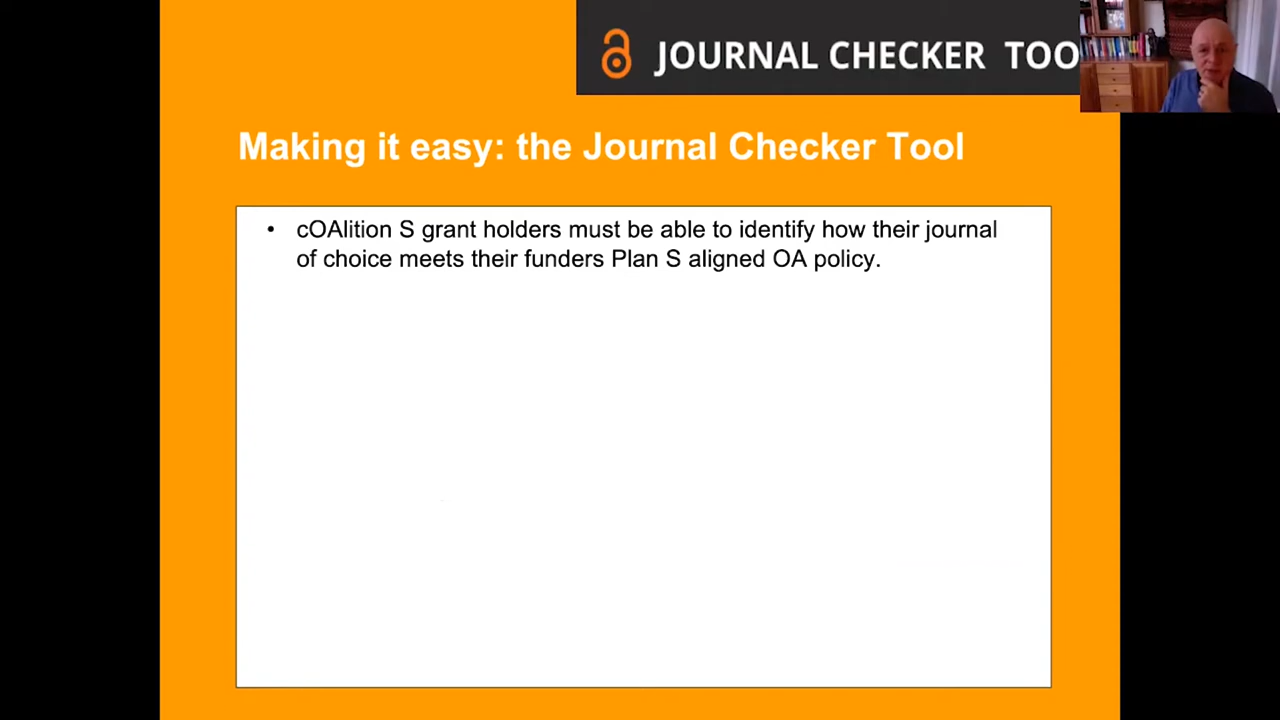 JOURNAL CHECKER TOO
Making it easy: the Journal Checker Tool
• cOAlition S grant holders must be able to identify how their journal
of choice meets their funders Plan S aligned OA policy.